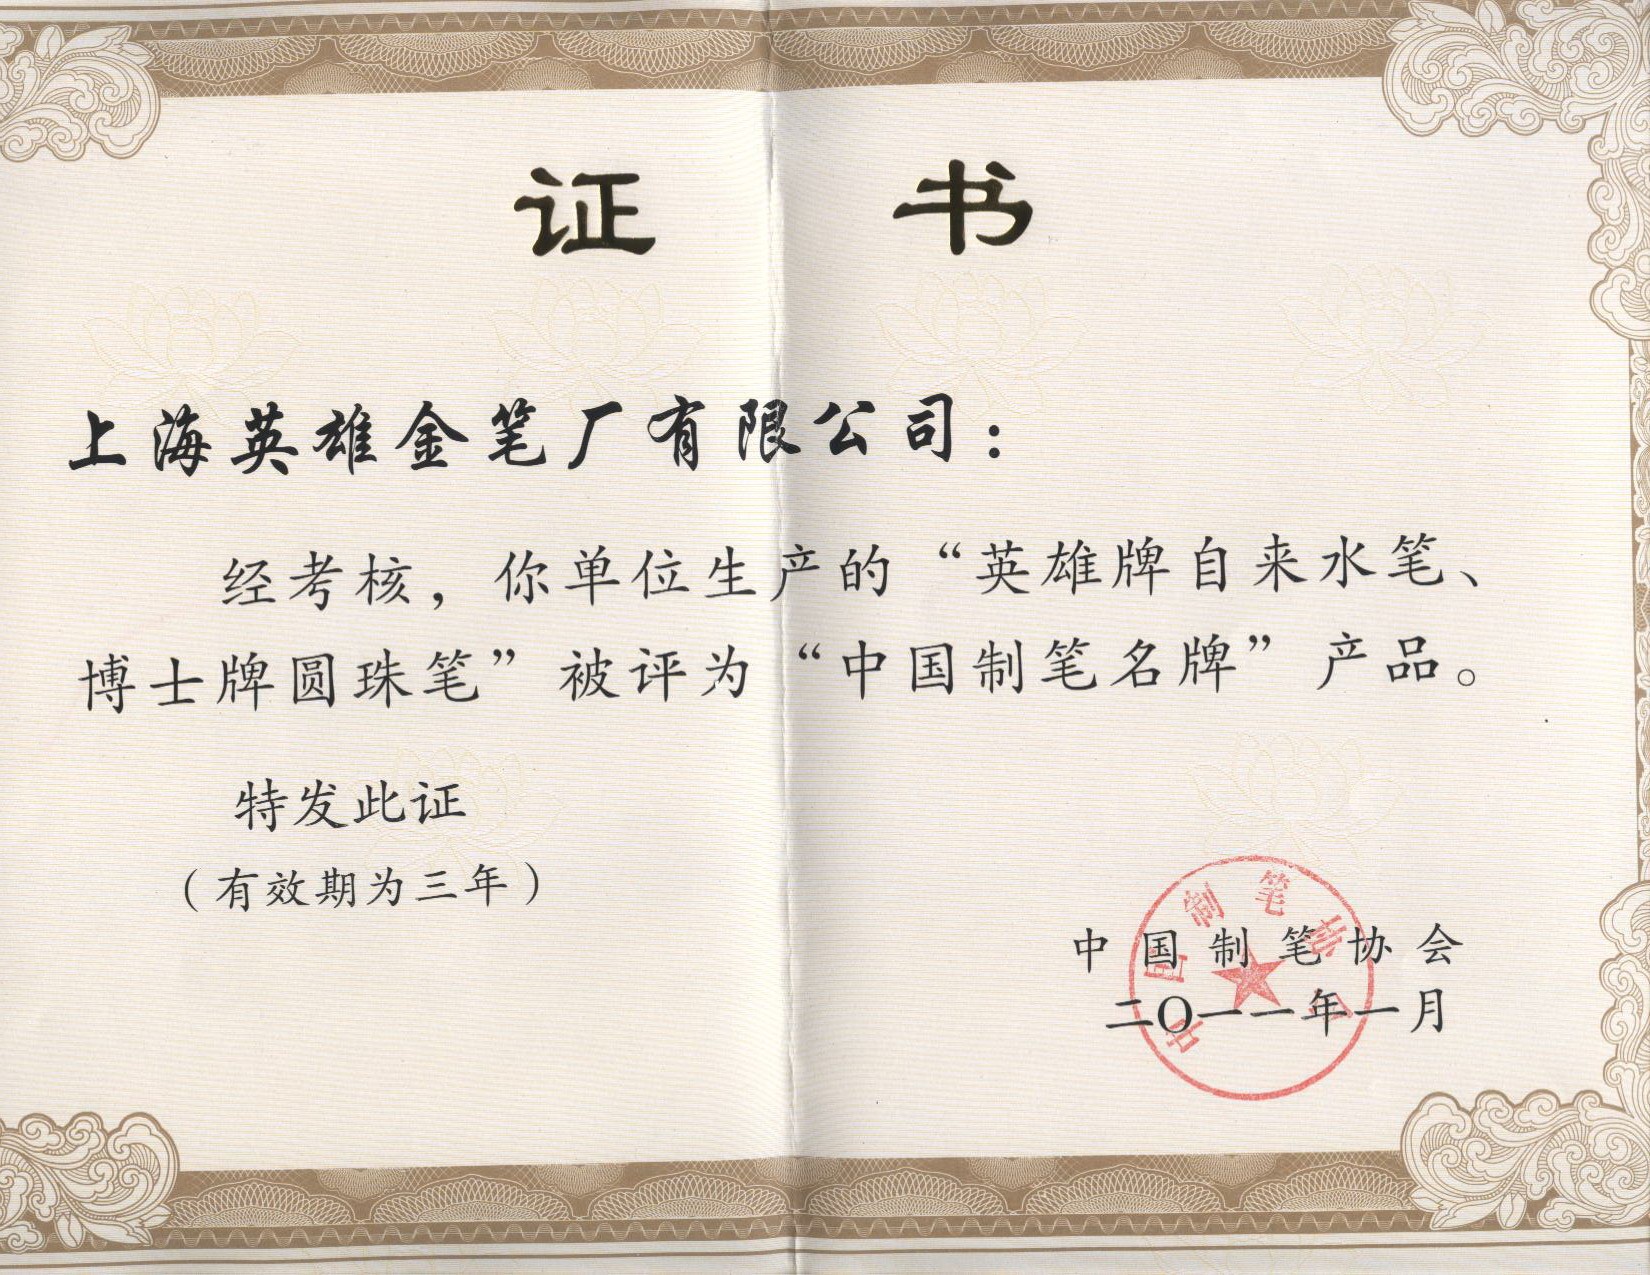 证书
上海英雄金笔厂有限公司：
经考核，你单位生产的“英雄牌自来水笔、
博士牌圆珠笔”被评为“中国制笔名牌”产品。
特发此证
（有效期为三年）
中国制笔协会
二〇一一年一月
中国制笔协会